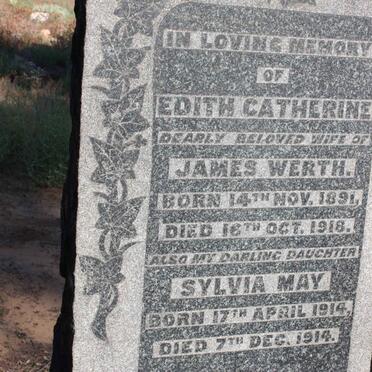 IN LOVING MEMORY
OF
EDITH CATHERINE
DEARLY BELOVED WIFE OF
JAMES WERTH.
BORN 14TH NOV. 1891,
DIED 16TH OCT. 1918.
ALSO MY DARLING DAUGHTER
SYLVIA MAY
BORN 17TH APRIL 1914,
DIED 7TH DEC. 1914.